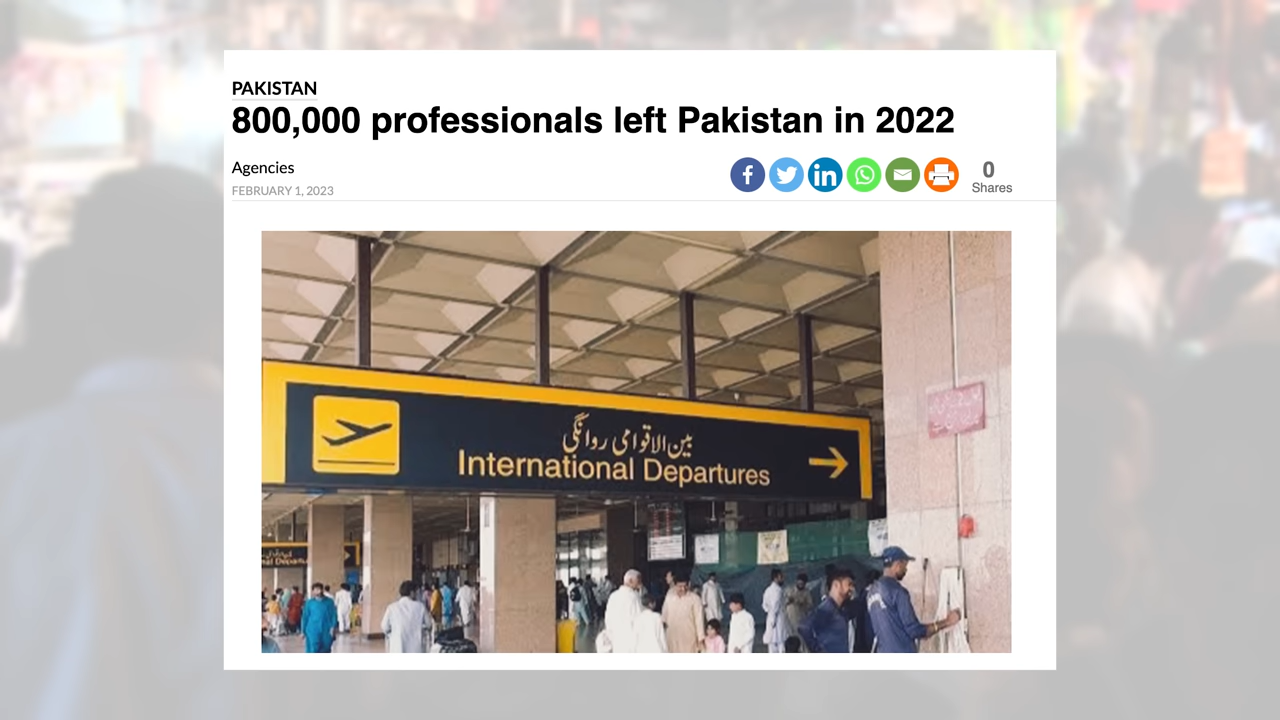 PAKISTAN
800,000 professionals left Pakistan in 2022
Agencies
FEBRUARY 1, 2023
0
Shares
بین الاقوامی روانگی
International Departures